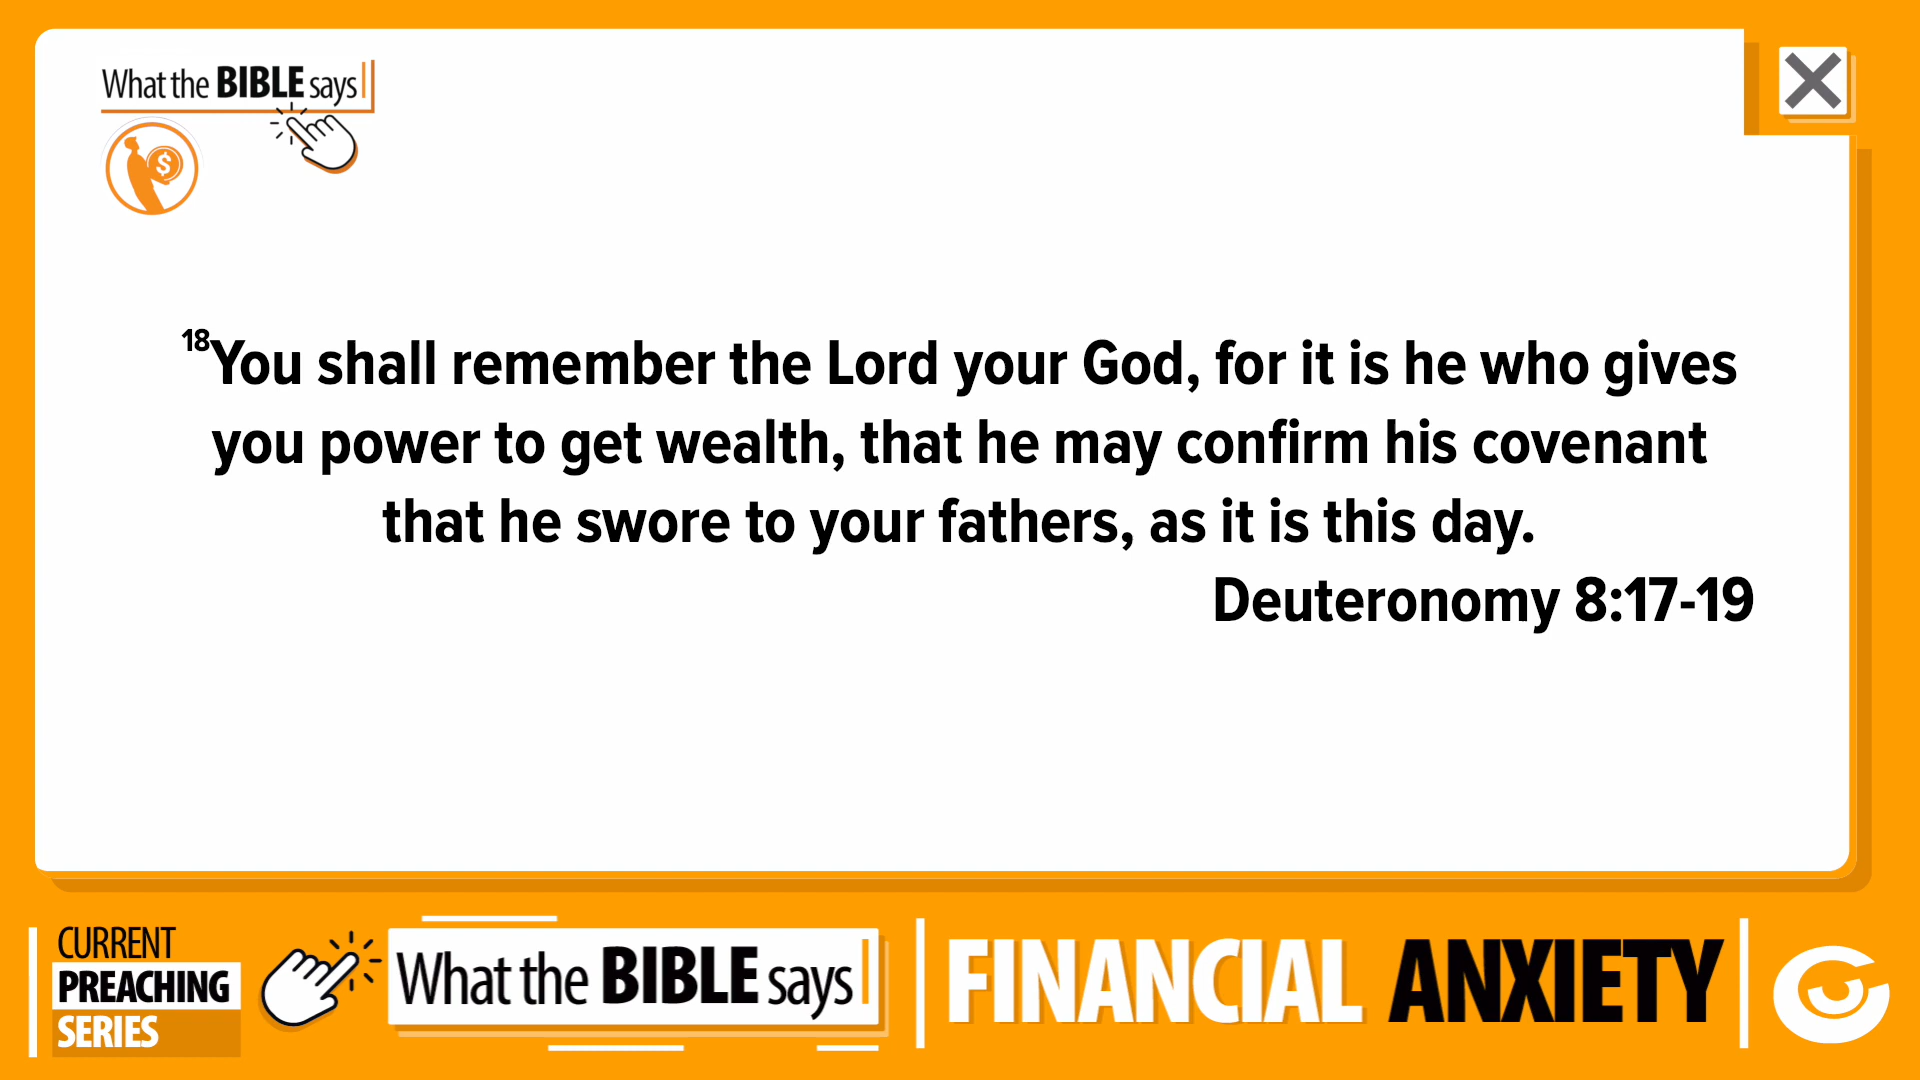 What the BIBLE says
$
18You shall remember the Lord your God, for it is he who gives
you power to get wealth, that he may confirm his covenant
that he swore to your fathers, as it is this day.
Deuteronomy 8:17-19
CURRENT
PREACHING
SERIES
What the BIBLE says
FINANCIAL ANXIETY